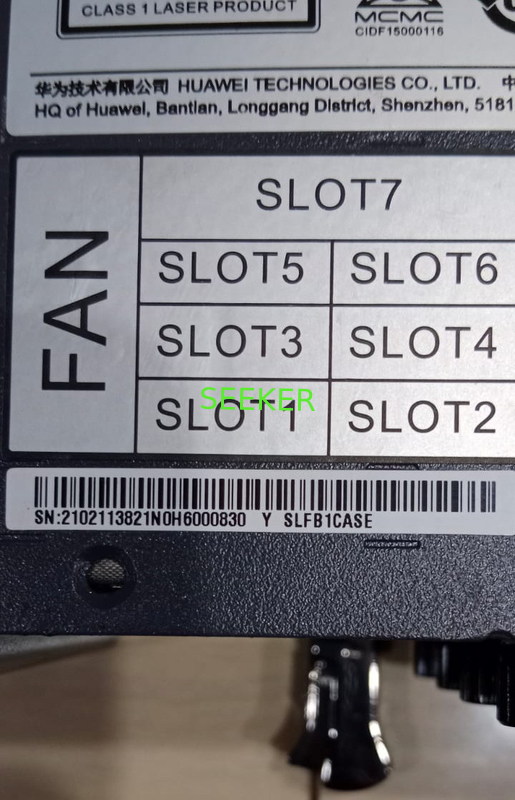 CLASS 1 LASER PRODUCT
MCMC
CIDF15000116
华为技术有限公司 HUAWEI TECHNOLOGIES CO., LTD. 中
HQ of Huawei, Bantian, Longgang District, Shenzhen, 5181
FAN
SLOT7
SLOT5 SLOT6
SLOT3 SLOT4
SLOT1 SLOT2
SEEKER
SN:2102113821N0H6000830 Y SLFB1CASE